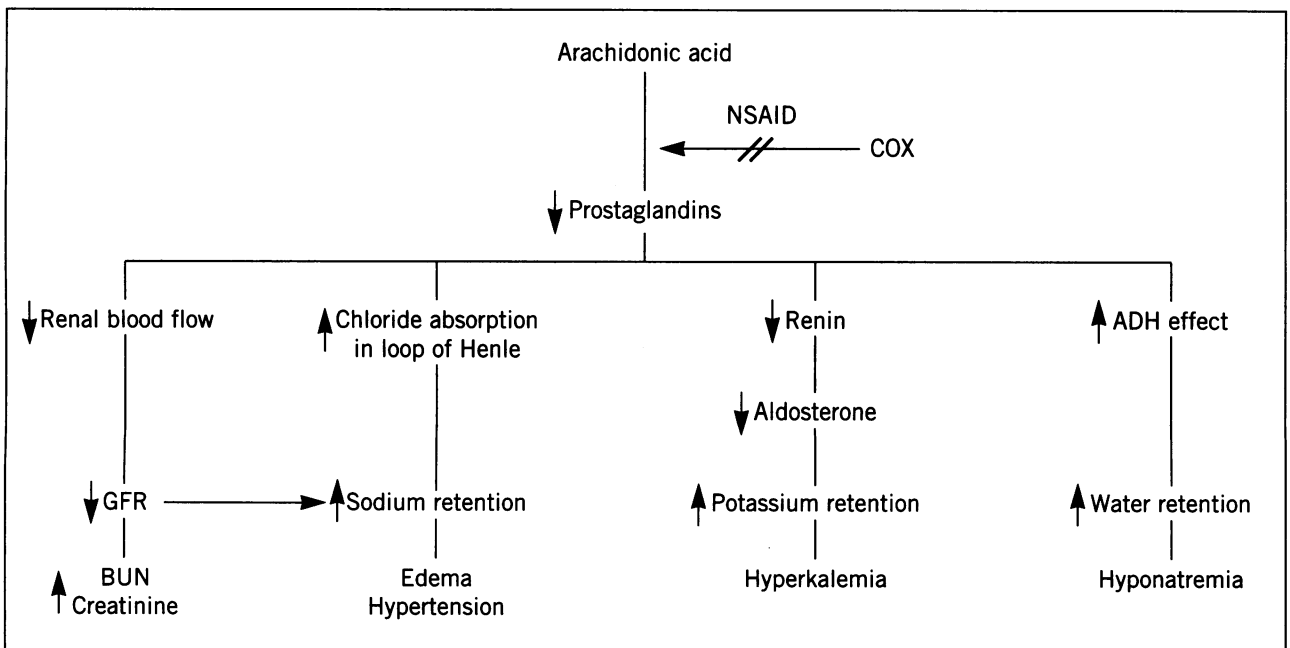 Arachidonic acid
NSAID
COX
Prostaglandins
Renal blood flow
Chloride absorption
in loop of Henle
Renin
ADH effect
Aldosterone
GFR
Sodium retention
Potassium retention
Water retention
BUN
Creatinine
Edema
Hypertension
Hyperkalemia
Hyponatremia